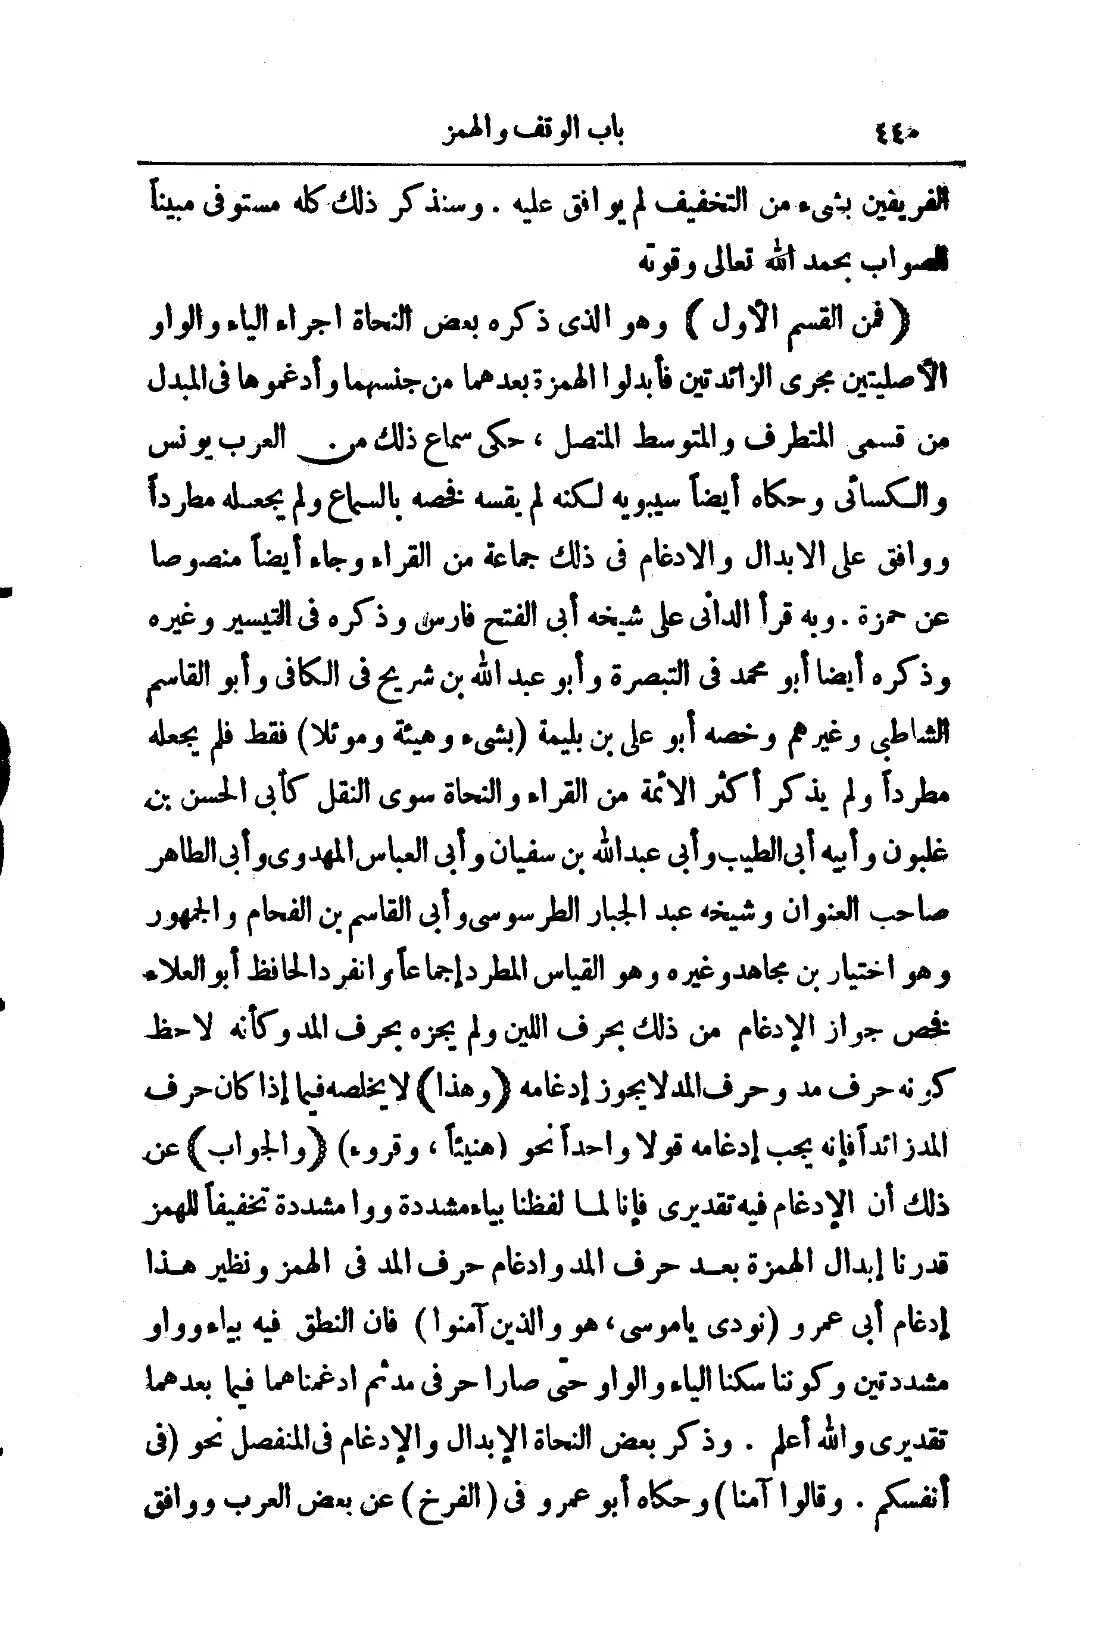 ٤٤٠ باب الوقف والهمز
الفريقين بشىء من التخفيف لم يوافق عليه . وسنذكر ذلك كله مستوفى مبيناً
الصواب بحمد الله تعالى وقوته
( فمن القسم الأول ) وهو الذى ذكره بعض النحاة اجراء الياء والواو
الأصليتين مجرى الزائدتين فأبدلوا الهمزة بعدهما من جنسهما وأدغموها فى المبدل
من قسمى المتطرف والمتوسط المتصل ، حكى سماع ذلك من العرب يونس
والكسائى وحكاه أيضاً سيبويه لكنه لم يقسه فخصه بالسماع ولم يجعله مطرداً
ووافق على الابدال والادغام فى ذلك جماعة من القراء وجاء أيضاً منصوصا
عن حمزة . وبه قرأ الدانى على شيخه أبى الفتح فارس وذكره فى التيسير وغيره
وذكره أيضا أبو محمد فى التبصرة وأبو عبد الله بن شريح فى الكافى وأبو القاسم
الشاطبى وغيرهم وخصه أبو على بن بليمة (بشىء وهيئة وموئلا) فقط فلم يجعله
مطرداً ولم يذكر أكثر الائمة من القراء والنحاة سوى النقل كأبى الحسن بن
غلبون وأبيه أبى الطيب وأبى عبدالله بن سفيان وأبى العباس المهدوى وأبى الطاهر
صاحب العنوان وشيخه عبد الجبار الطرسوسى وأبى القاسم بن الفحام والجمهور
وهو اختيار بن مجاهد وغيره وهو القياس المطرد إجماعاً وانفرد الحافظ أبو العلاء
فخص جواز الإدغام من ذلك بحرف اللين ولم يجزه بحرف المد وكأنه لاحظ
كونه حرف مد وحرف المد لا يجوز إدغامه (وهذا) لا يخلصه فيما إذا كان حرف
المد زائداً فإنه يجب إدغامه قولا واحداً نحو (هنيئاً ، وقروء) (والجواب) عن
ذلك أن الإدغام فيه تقديرى فإنا لما لفظنا بياء مشددة ووا مشددة تخفيفاً للهمز
قدرنا إبدال الهمزة بعد حرف المد وادغام حرف المد فى الهمز ونظير هذا
إدغام أبى عمرو (نودى ياموسى ، هو والذين آمنوا) فان النطق فيه بياء وواو
مشددتين وكوننا سكنا الياء والواو حتى صارا حرفى مد ثم ادغمناهما فيما بعدهما
تقديرى والله أعلم . وذكر بعض النحاة الإبدال والإدغام فى المنفصل نحو (فى
أنفسكم . وقالوا آمنا) وحكاه أبو عمرو فى (الفرخ) عن بعض العرب ووافق